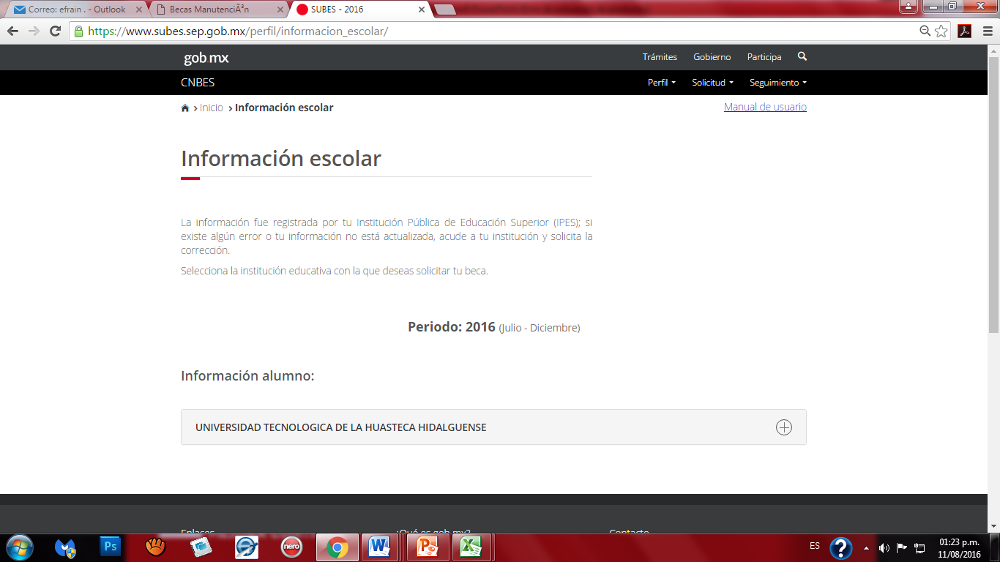 Correo: efrain . - Outlook
Becas ManutenciÃ³n
SUBES - 2016
https://www.subes.sep.gob.mx/perfil/informacion_escolar/
gob mx
Trámites Gobierno Participa
CNBES
Perfil Solicitud Seguimiento
Inicio Información escolar
Manual de usuario
Información escolar
La información fue registrada por tu Institución Pública de Educación Superior (IPES); si
existe algún error o tu información no está actualizada, acude a tu institución y solicita la
corrección.
Selecciona la institución educativa con la que deseas solicitar tu beca.
Periodo: 2016 (Julio - Diciembre)
Información alumno:
UNIVERSIDAD TECNOLOGICA DE LA HUASTECA HIDALGUENSE
Enlaces ¿Qué es gob.mx? Contacto
Ps
nero
ES
01:23 p.m.
11/08/2016